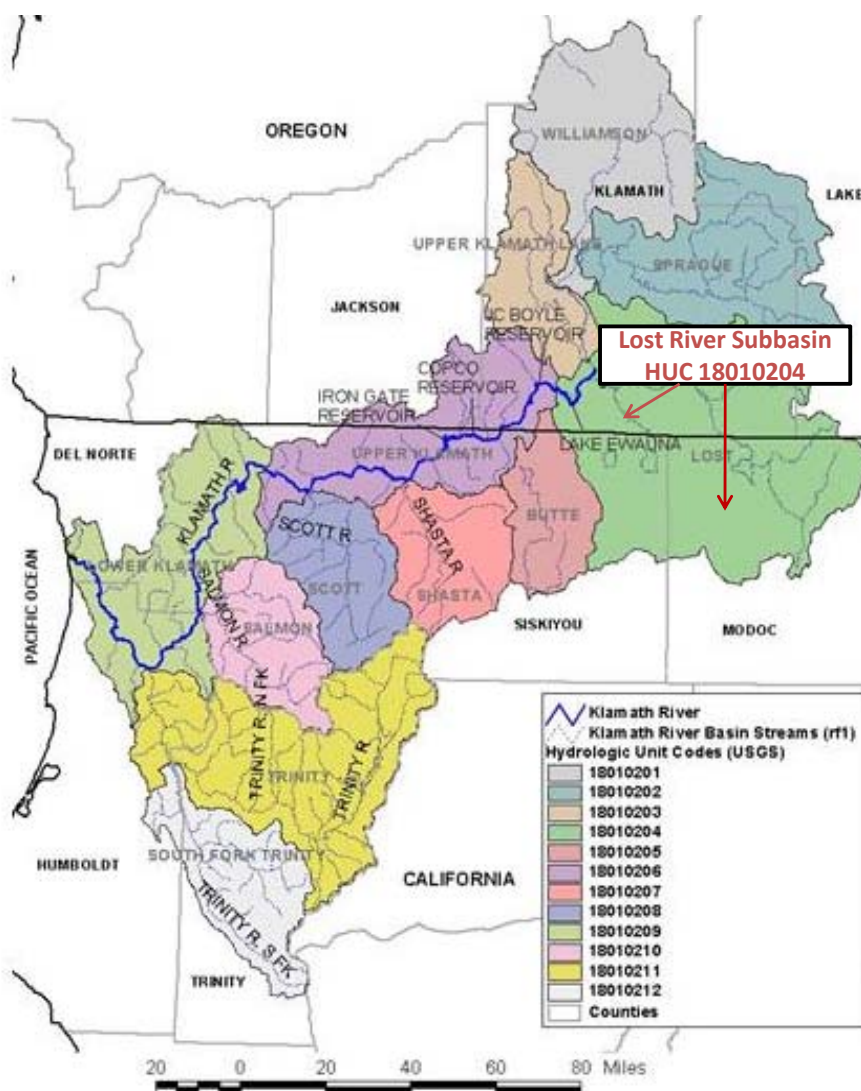 OREGON
WILLIAMSON
KLAMATH
LAKE
UPPER KLAMATH LAKE
SPRAGUE
JACKSON
JC BOYLE
RESERVOIR
Lost River Subbasin
HUC 18010204
COPCO
RESERVOIR
IRON GATE
RESERVOIR
DEL NORTE
UPPER KLAMATH
LAKE EWAUNA
LOST
KLAMATH R
SCOTT R
SHASTA R
BUTTE
LOWER KLAMATH
SALMON R
SALMON
SCOTT
SHASTA
PACIFIC OCEAN
SISKIYOU
MODOC
TRINITY R, N FK
TRINITY
TRINITY R
HUMBOLDT
SOUTH FORK TRINITY
TRINITY R, S FK
CALIFORNIA
TRINITY
Klamath River
Klamath River Basin Streams (rf1)
Hydrologic Unit Codes (USGS)
18010201
18010202
18010203
18010204
18010205
18010206
18010207
18010208
18010209
18010210
18010211
18010212
Counties
20 0 20 40 60 80 Miles